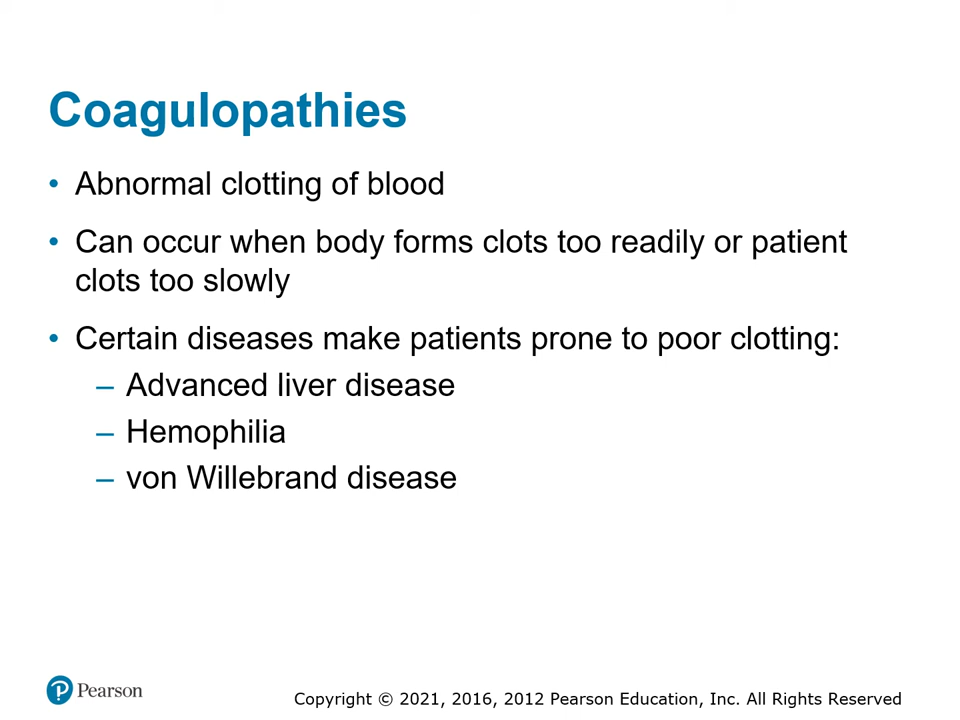 Coagulopathies
• Abnormal clotting of blood
• Can occur when body forms clots too readily or patient
clots too slowly
• Certain diseases make patients prone to poor clotting:
– Advanced liver disease
– Hemophilia
– von Willebrand disease
Pearson
Copyright © 2021, 2016, 2012 Pearson Education, Inc. All Rights Reserved